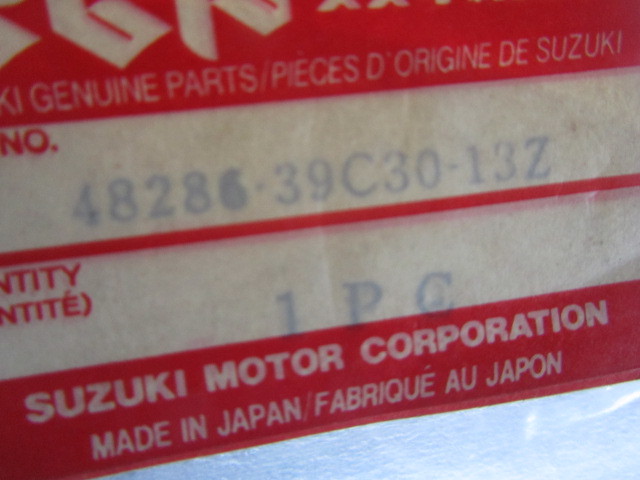 KI GENUINE PARTS/PIÈCES D'ORIGINE DE SUZUKI
NO.
48286-39C30-13Z
NTITY
NTITÉ)
1 PC
SUZUKI MOTOR CORPORATION
MADE IN JAPAN/FABRIQUÉ AU JAPON